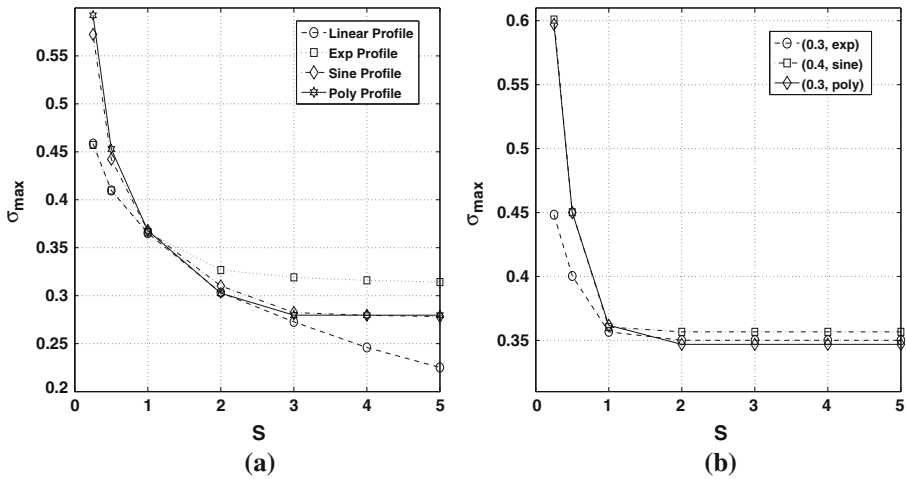 0.55
0.5
0.45
0.4
0.35
0.3
0.25
0.2
σmax
0 1 2 3 4 5
S
Linear Profile
Exp Profile
Sine Profile
Poly Profile
(a)
0.6
0.55
0.5
0.45
0.4
0.35
σmax
0 1 2 3 4 5
S
(0.3, exp)
(0.4, sine)
(0.3, poly)
(b)